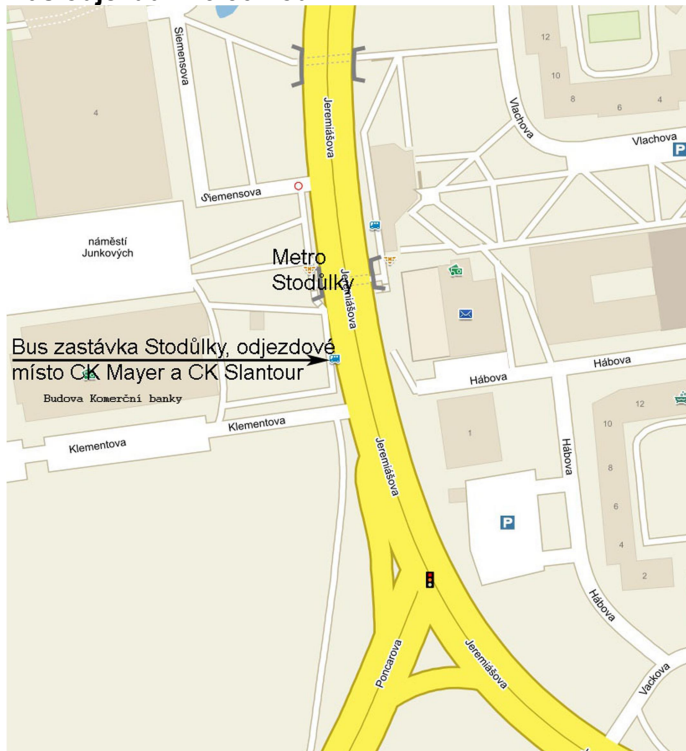 Siemensova
4
Jeremiášova
12
10
8
6
4
Vlachova
Vlachova
P
Siemensova
náměstí
Junkových
Metro
Stodůlky
Jeremiášova
Bus zastávka Stodůlky, odjezdové
místo CK Mayer a CK Slantour
Budova Komerční banky
Hábova
Hábova
Klementova
Klementova
Jeremiášova
1
Hábova
12
10
8
6
4
2
P
Hábova
Poncarova
Jeremiášova
Vackova